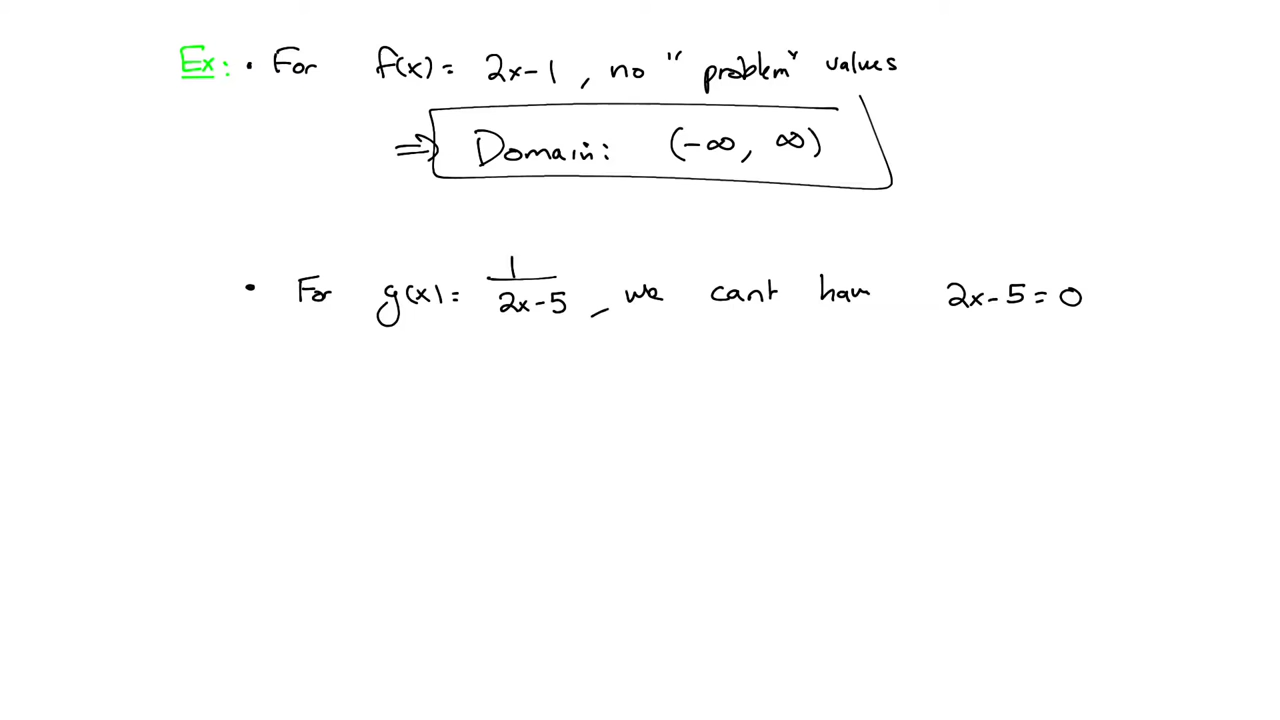 Ex: • For f(x) = 2x-1, no "problem" values
⇒ Domain: (-∞, ∞)
• For g(x) = 1/(2x-5), we cant have 2x-5=0